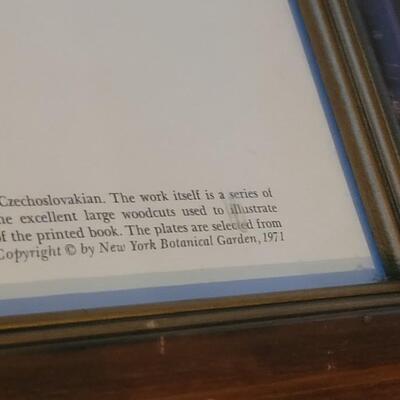 Czechoslovakian. The work itself is a series of
he excellent large woodcuts used to illustrate
of the printed book. The plates are selected from
Copyright © by New York Botanical Garden, 1971